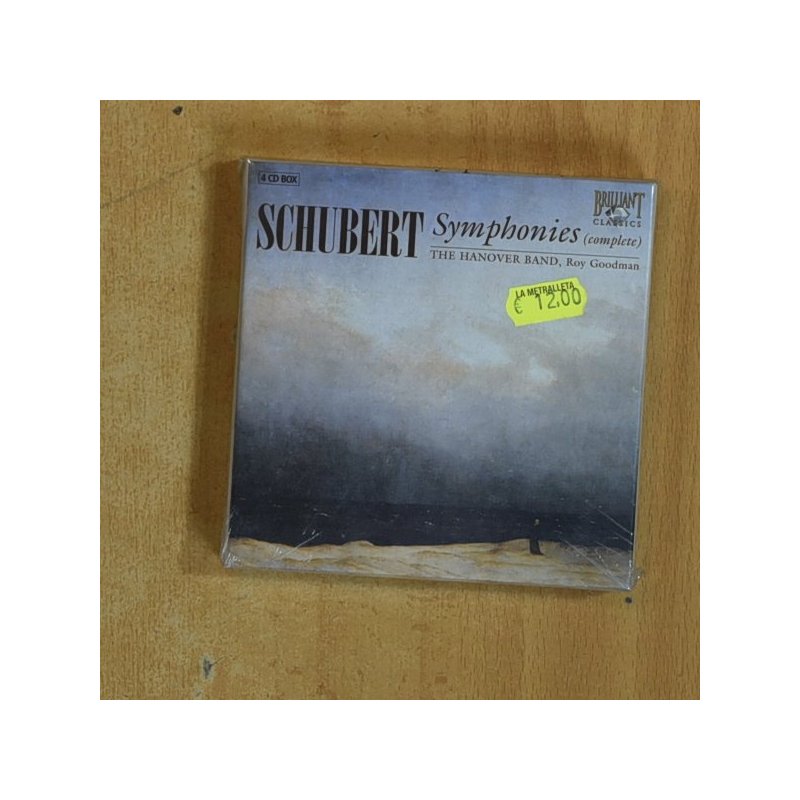 4 CD BOX
BRILLIANT
CLASSICS
SCHUBERT Symphonies (complete)
THE HANOVER BAND, Roy Goodman
LA METRALLETA
€ 12.00